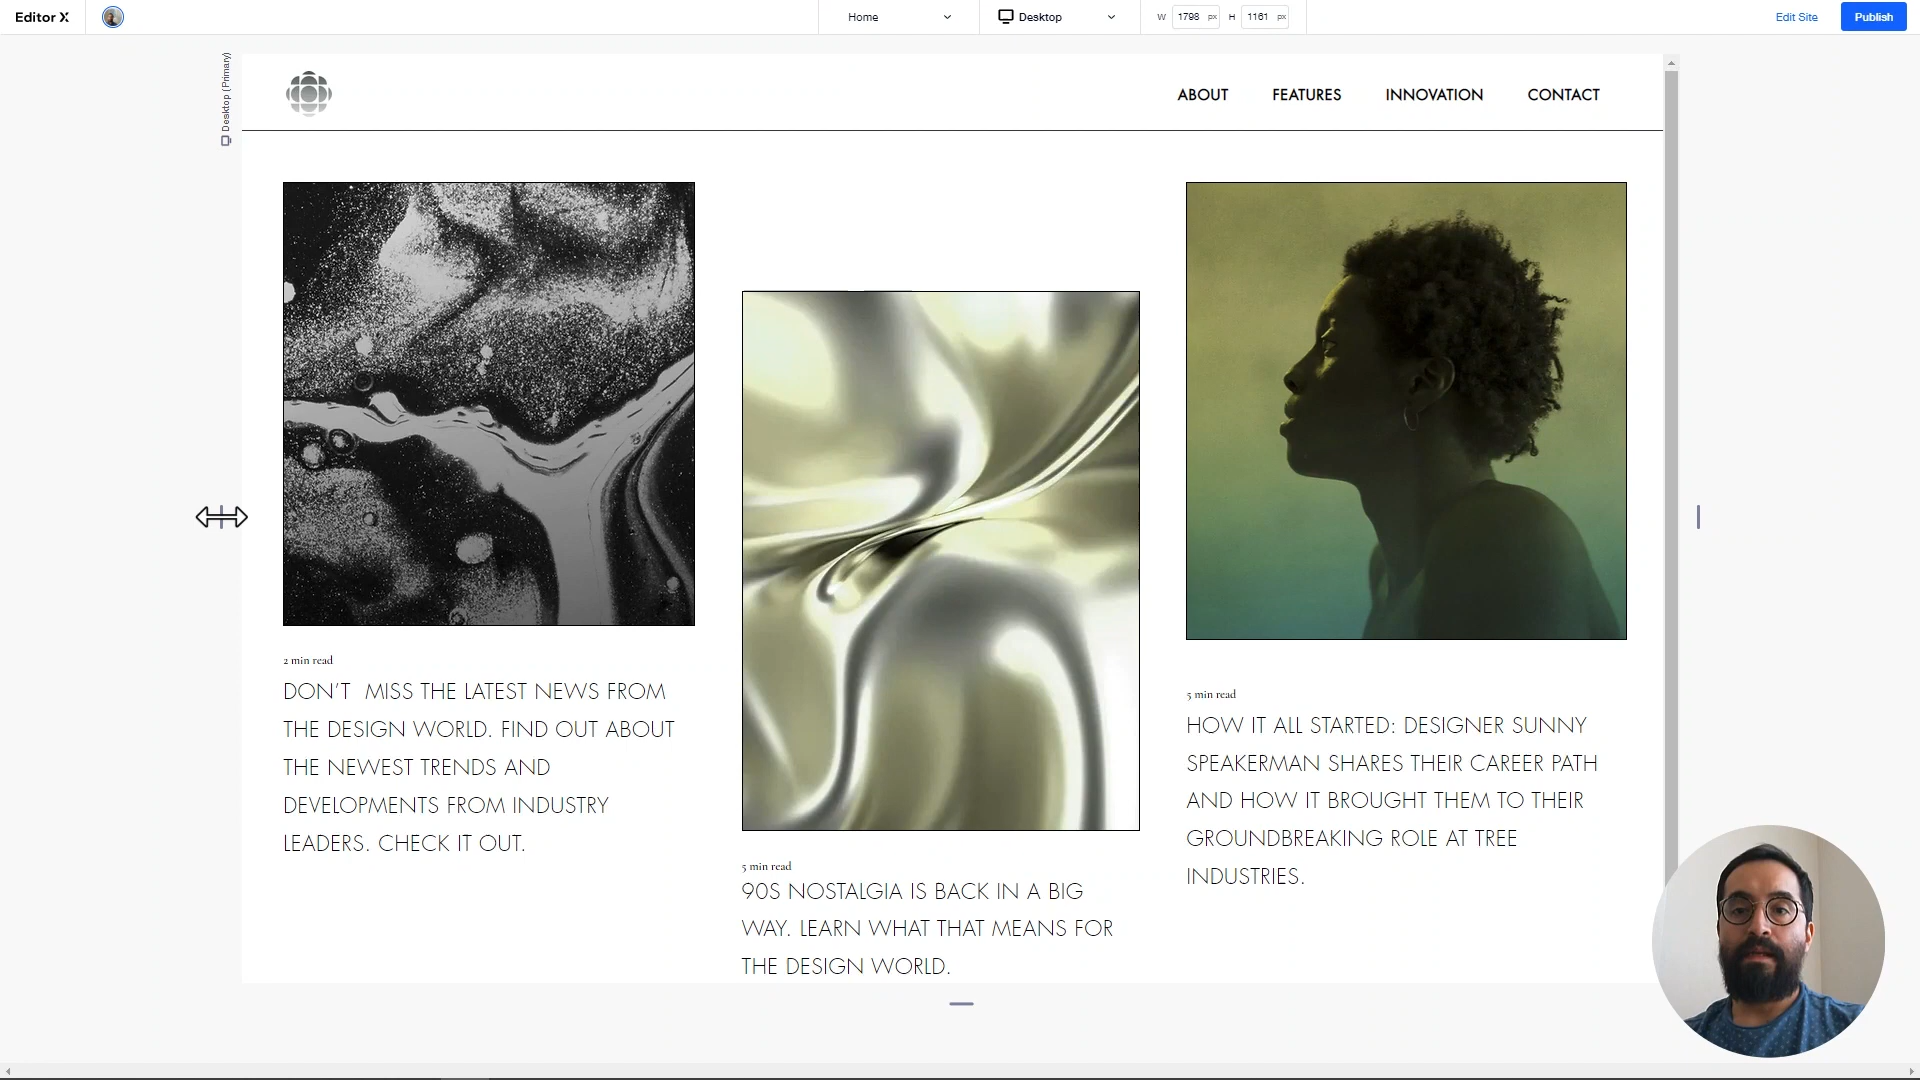 Editor X
Home
Desktop
W 1798 px H 1161 px
Edit Site
Publish
Desktop (Primary)
ABOUT
FEATURES
INNOVATION
CONTACT
2 min read
DON'T MISS THE LATEST NEWS FROM
THE DESIGN WORLD. FIND OUT ABOUT
THE NEWEST TRENDS AND
DEVELOPMENTS FROM INDUSTRY
LEADERS. CHECK IT OUT.
5 min read
90S NOSTALGIA IS BACK IN A BIG
WAY. LEARN WHAT THAT MEANS FOR
THE DESIGN WORLD.
5 min read
HOW IT ALL STARTED: DESIGNER SUNNY
SPEAKERMAN SHARES THEIR CAREER PATH
AND HOW IT BROUGHT THEM TO THEIR
GROUNDBREAKING ROLE AT TREE
INDUSTRIES.